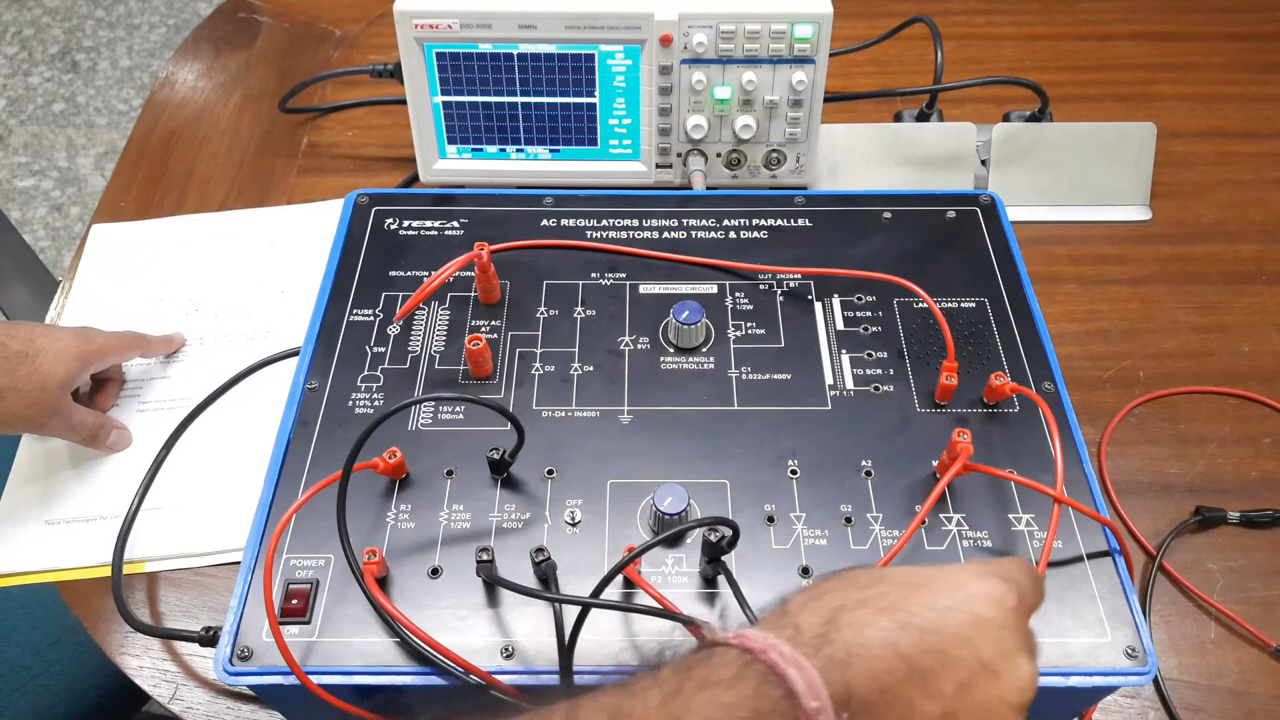 TESCA
50MHz
DIGITAL STORAGE OSCILLOSCOPE
TESCA
Order Code - 46537
AC REGULATORS USING TRIAC, ANTI PARALLEL
THYRISTORS AND TRIAC & DIAC
FUSE
250mA
SW
230V AC
± 10% AT
50Hz
230V AC
AT
15V AT
100mA
R1 1K/2W
UJT FIRING CIRCUIT
D1
D3
D2
D4
D1-D4 = IN4001
ZD
9V1
FIRING ANGLE
CONTROLLER
UJT 2N2646
B2
B1
E
R2
15K
1/2W
P1
470K
C1
0.022uF/400V
PT 1:1
G1
TO SCR - 1
K1
G2
TO SCR - 2
K2
LOAD 40W
R3
5K
10W
R4
220E
1/2W
C2
0.47uF
400V
OFF
ON
P2 100K
A1
G1
SCR-1
2P4M
A2
G2
TRIAC
BT-136
POWER
OFF
ON
Tesca Technologies Pvt.